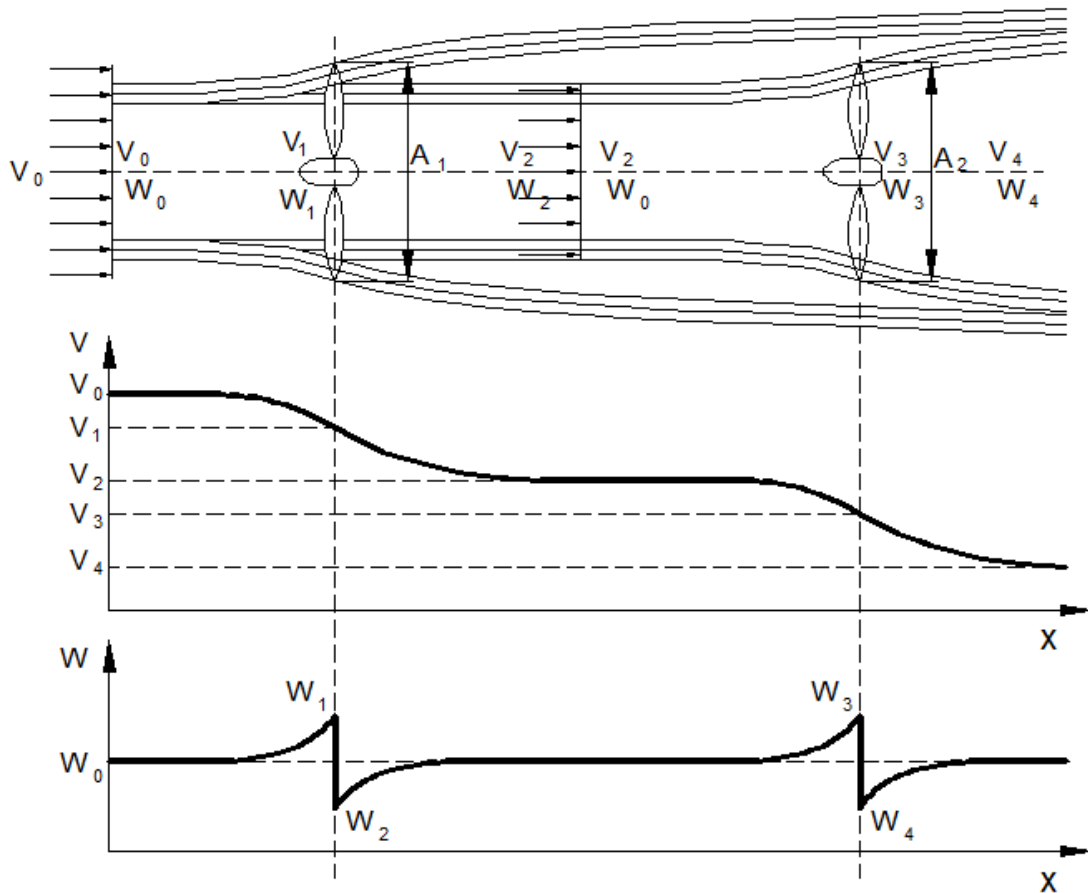 V₀
V₀
W₀
V₁
W₁
A₁
V₂
W₂
V₂
W₀
V₃
W₃
A₂
V₄
W₄
V
V₀
V₁
V₂
V₃
V₄
X
W
W₁
W₃
W₀
W₂
W₄
X